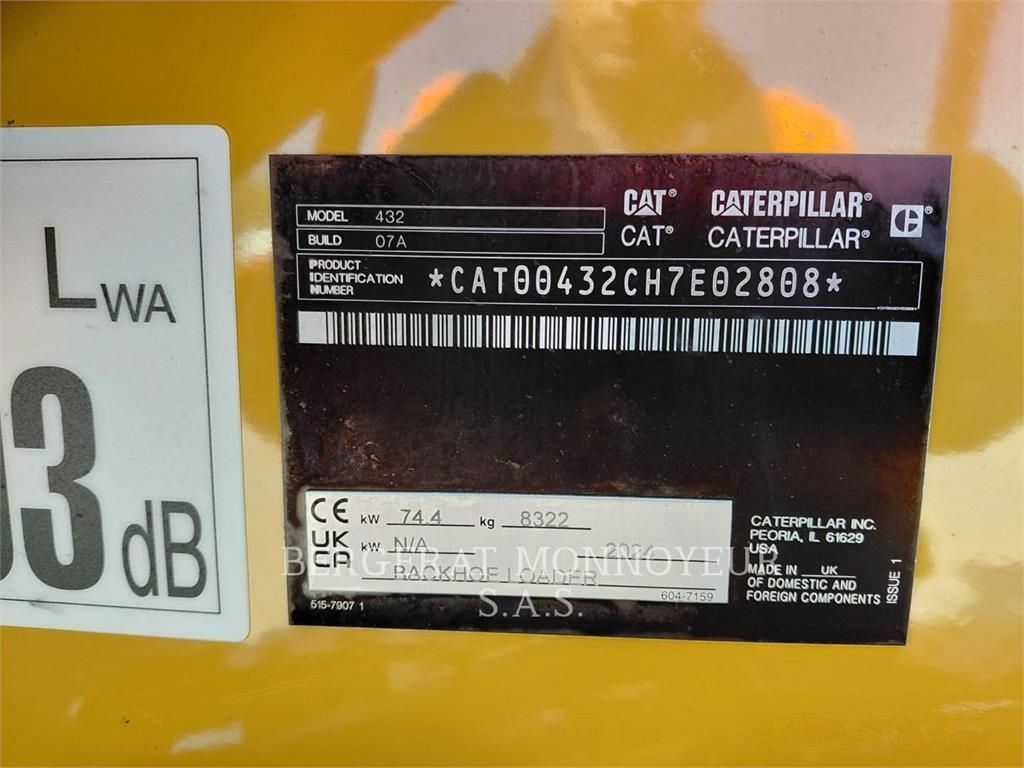 LWA
3
dB
MODEL 432
BUILD 07A
CAT® CATERPILLAR®
CAT® CATERPILLAR®
PRODUCT
IDENTIFICATION
NUMBER
*CAT00432CH7E02808*
CE kW 74.4 kg 8322
UK
CA kW N/A 2024
BACKHOE LOADER
515-7907 1
604-7159
CATERPILLAR INC.
PEORIA, IL 61629
USA
MADE IN UK
OF DOMESTIC AND
FOREIGN COMPONENTS
ISSUE 1
BERGERAT MONNOYEUR
S.A.S.